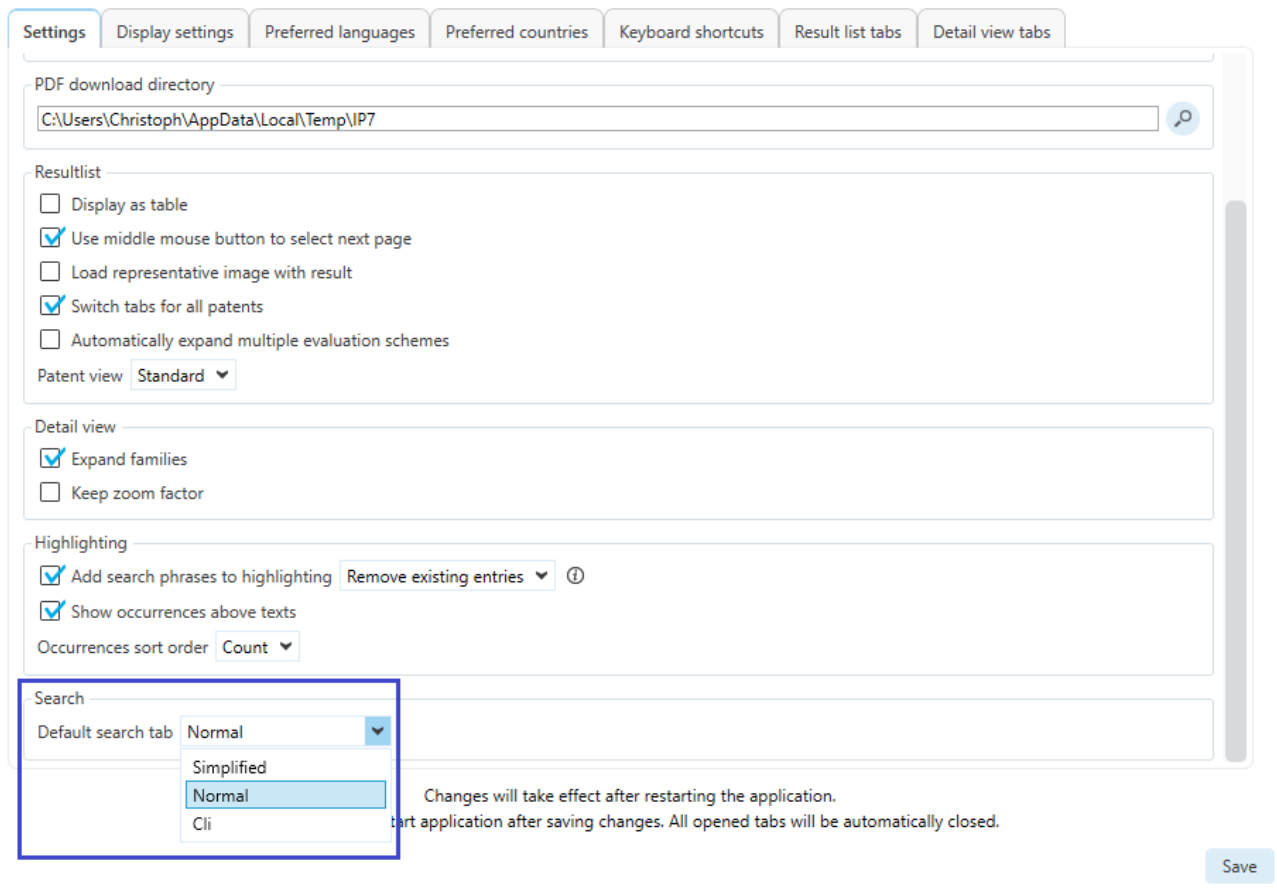 Settings Display settings Preferred languages Preferred countries Keyboard shortcuts Result list tabs Detail view tabs
PDF download directory
C:\Users\Christoph\AppData\Local\Temp\IP7
Resultlist
Display as table
Use middle mouse button to select next page
Load representative image with result
Switch tabs for all patents
Automatically expand multiple evaluation schemes
Patent view Standard
Detail view
Expand families
Keep zoom factor
Highlighting
Add search phrases to highlighting Remove existing entries
Show occurrences above texts
Occurrences sort order Count
Search
Default search tab Normal
Simplified
Normal
Cli
Changes will take effect after restarting the application.
application after saving changes. All opened tabs will be automatically closed.
Save